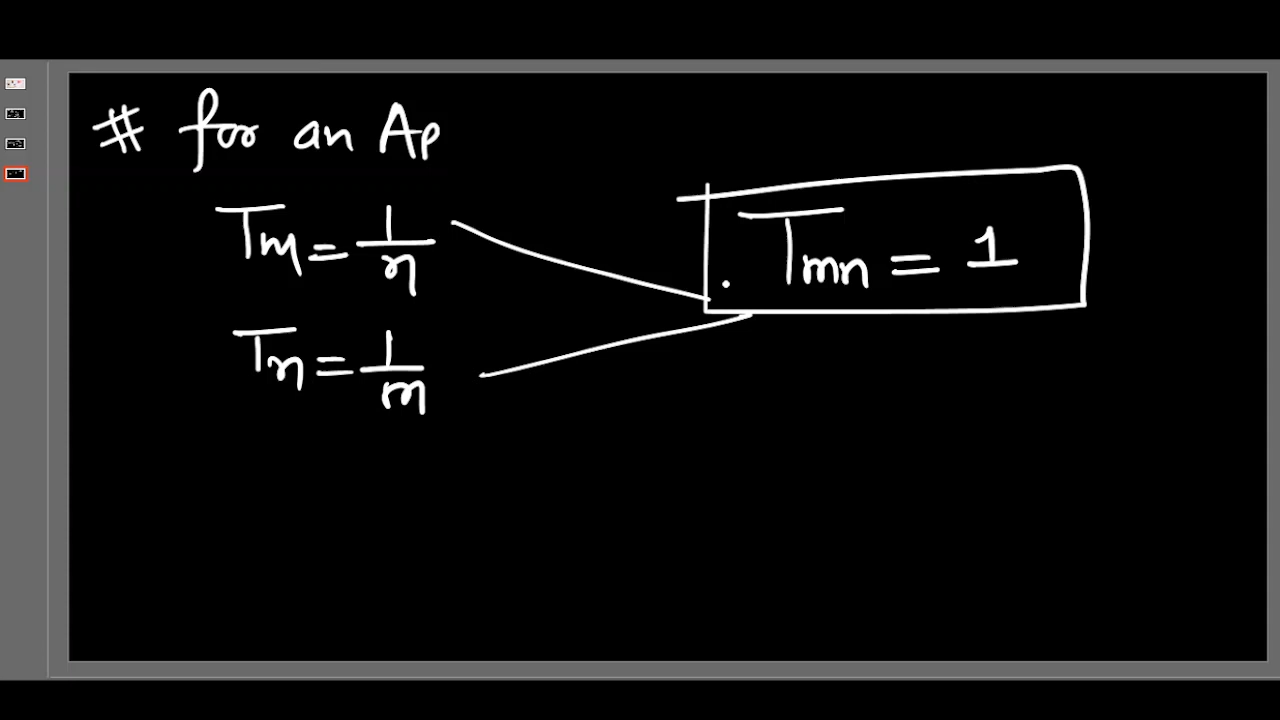 # for an Ap
Tm = 1/n
Tn = 1/m
Tmn = 1